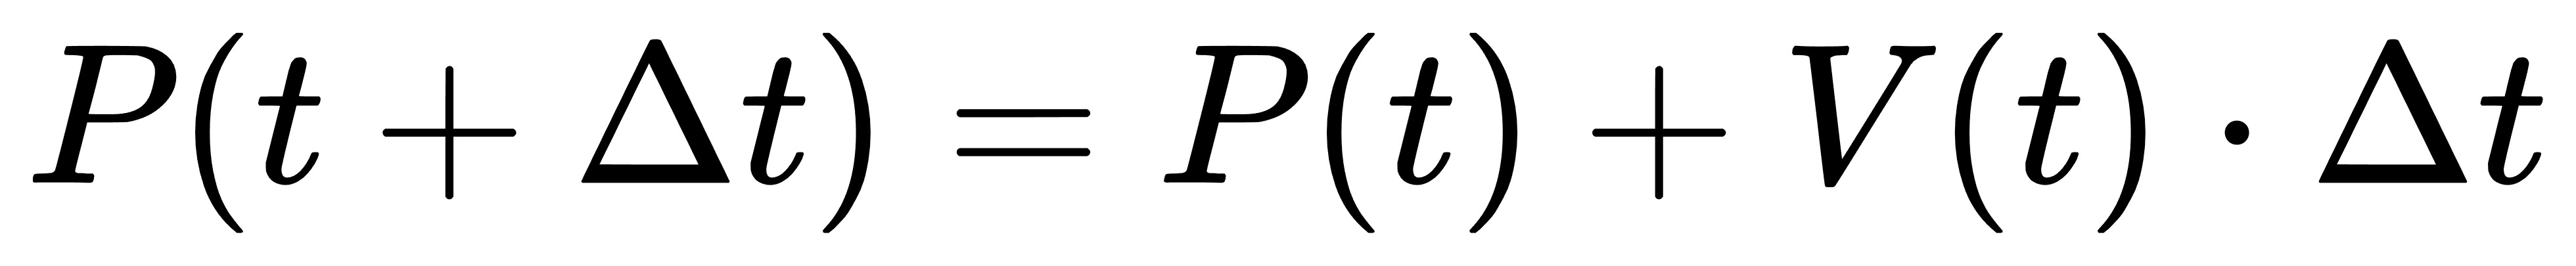 P(t + Δt) = P(t) + V(t) · Δt